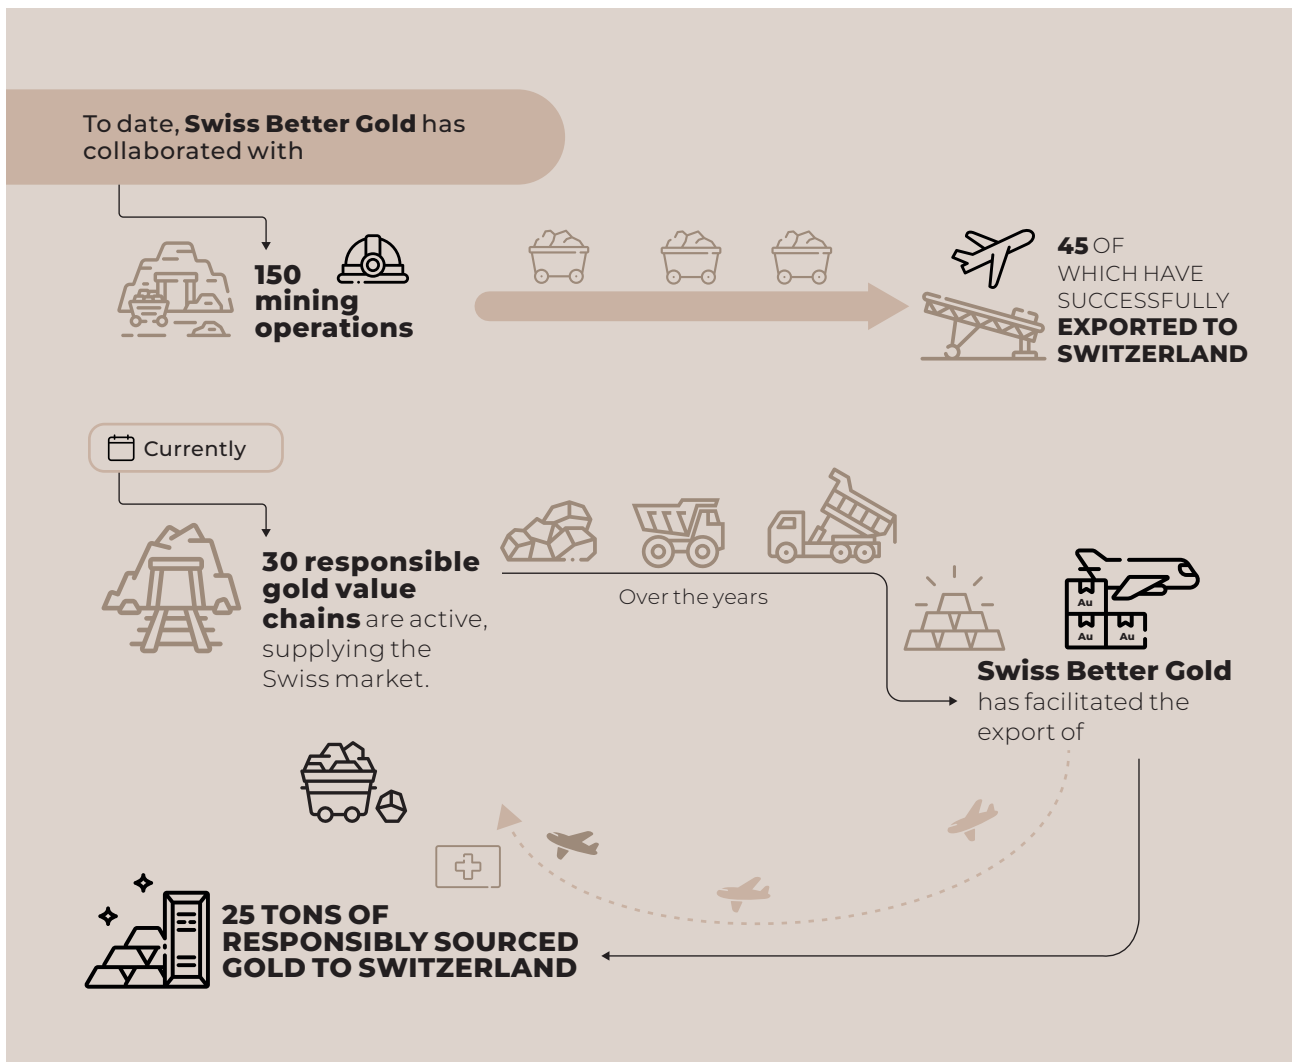 To date, Swiss Better Gold has
collaborated with
150
mining
operations
45 OF
WHICH HAVE
SUCCESSFULLY
EXPORTED TO
SWITZERLAND
Currently
30 responsible
gold value
chains are active,
supplying the
Swiss market.
Over the years
Au
Au
Au
Swiss Better Gold
has facilitated the
export of
25 TONS OF
RESPONSIBLY SOURCED
GOLD TO SWITZERLAND